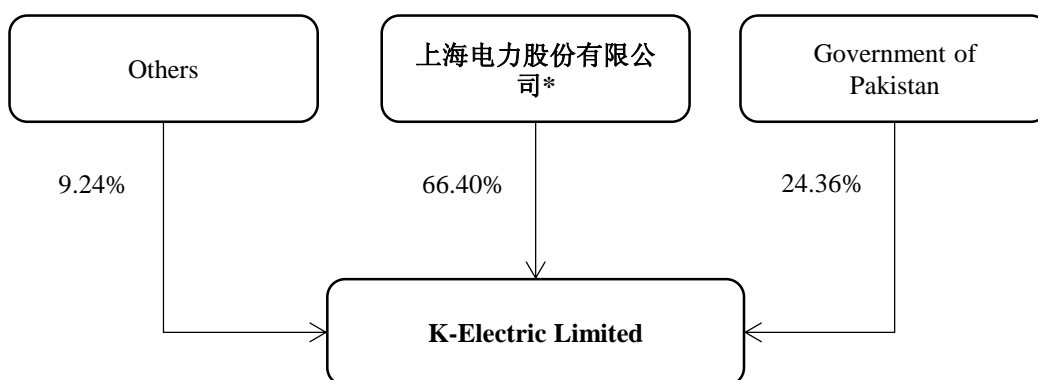 Others
上海电力股份有限公
司*
Government of
Pakistan
9.24%
66.40%
24.36%
K-Electric Limited